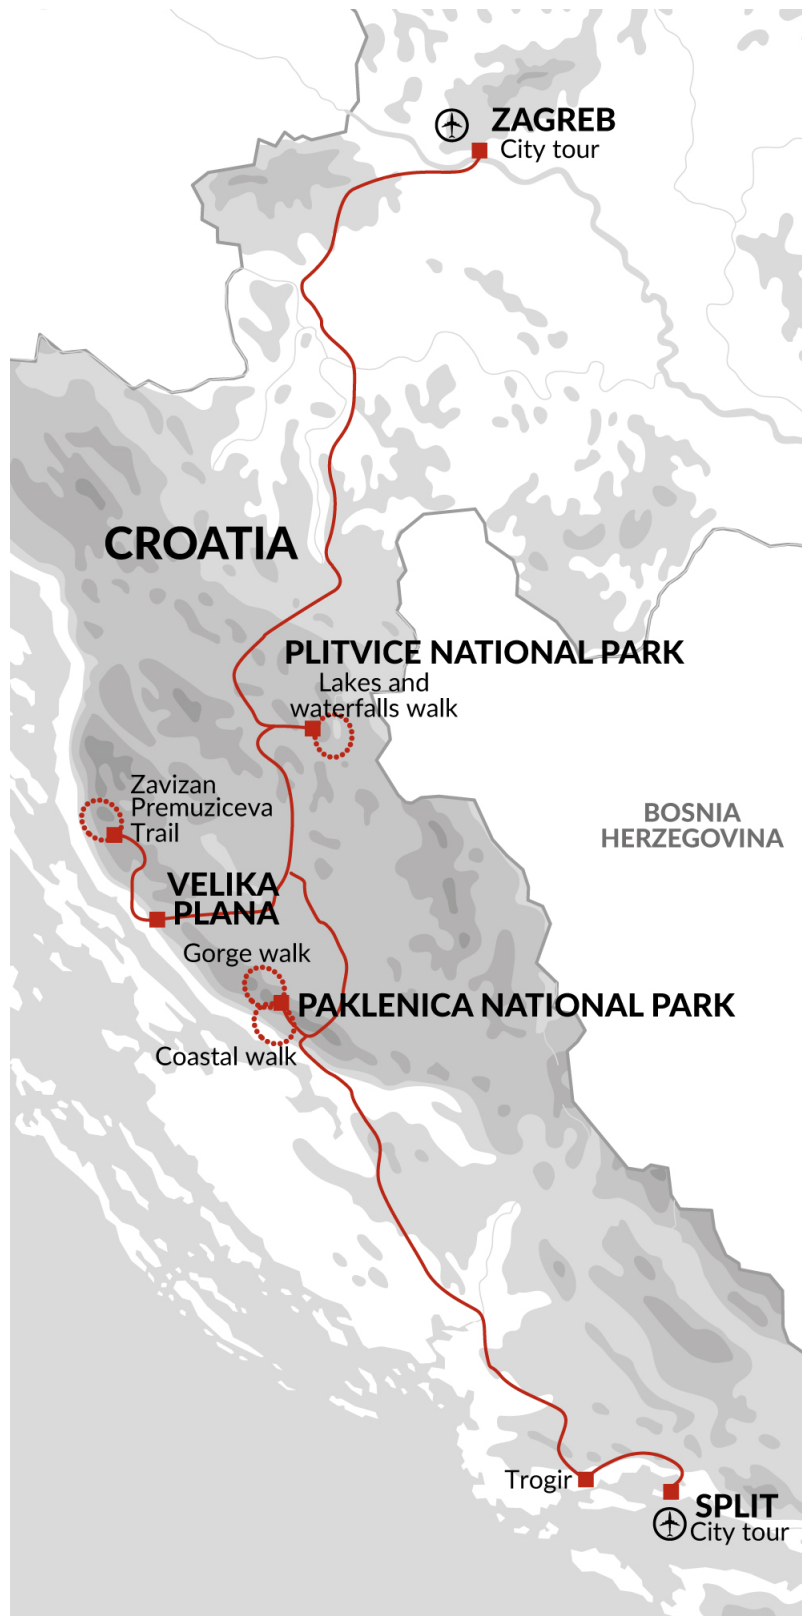 ZAGREB
City tour
CROATIA
PLITVICE NATIONAL PARK
Lakes and
waterfalls walk
Zavizan
Premuziceva
Trail
BOSNIA
HERZEGOVINA
VELIKA
PLANA
Gorge walk
PAKLENICA NATIONAL PARK
Coastal walk
Trogir
SPLIT
City tour